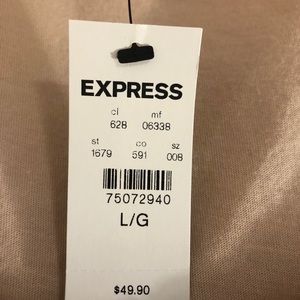 EXPRESS
cl mf
628 06338
st co sz
1679 591 008
75072940
L/G
$49.90